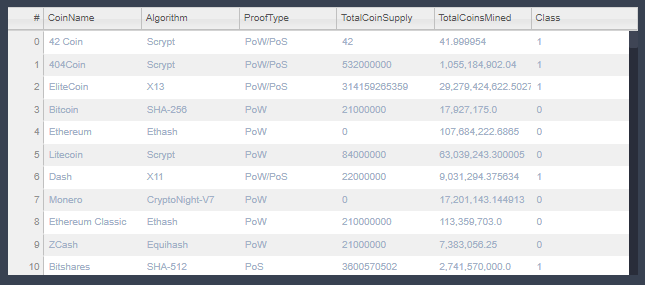 # CoinName Algorithm ProofType TotalCoinSupply TotalCoinsMined Class
0 42 Coin Scrypt PoW/PoS 42 41.999954 1
1 404Coin Scrypt PoW/PoS 532000000 1,055,184,902.04 1
2 EliteCoin X13 PoW/PoS 314159265359 29,279,424,622.5027 1
3 Bitcoin SHA-256 PoW 21000000 17,927,175.0 0
4 Ethereum Ethash PoW 0 107,684,222.6865 0
5 Litecoin Scrypt PoW 84000000 63,039,243.300005 0
6 Dash X11 PoW/PoS 22000000 9,031,294.375634 1
7 Monero CryptoNight-V7 PoW 0 17,201,143.144913 0
8 Ethereum Classic Ethash PoW 210000000 113,359,703.0 0
9 ZCash Equihash PoW 21000000 7,383,056.25 0
10 Bitshares SHA-512 PoS 3600570502 2,741,570,000.0 1